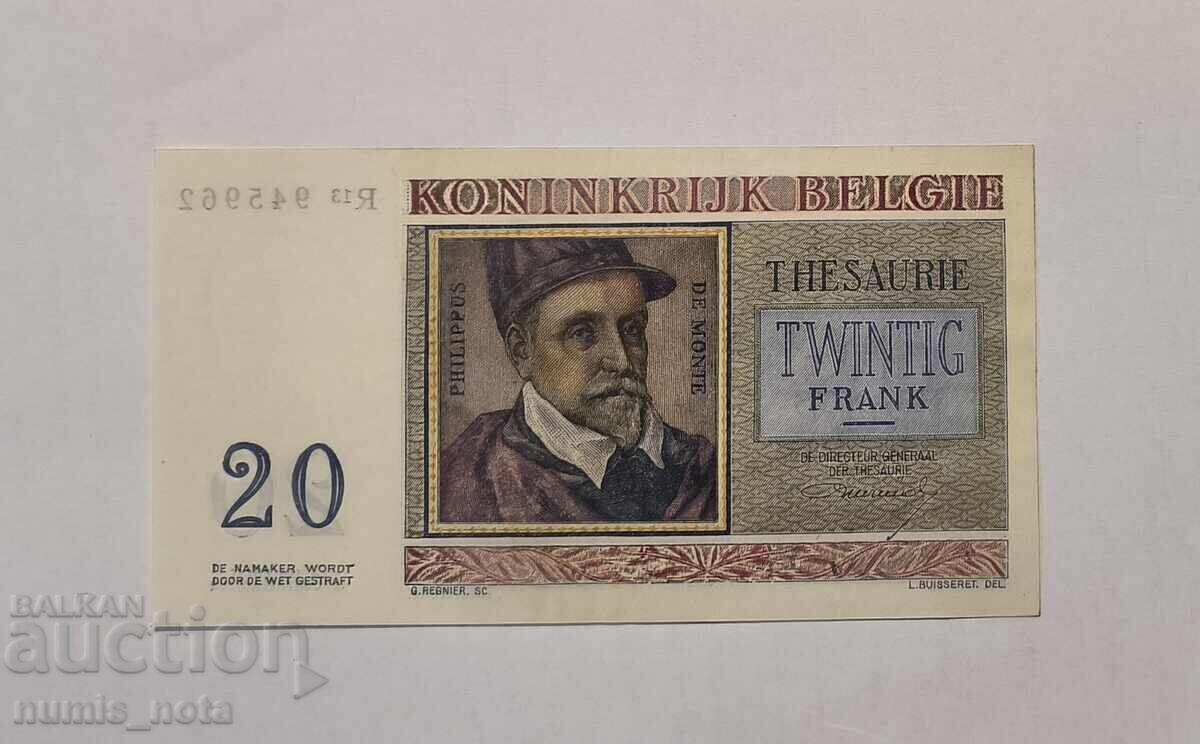 R13 945962
KONINKRIJK BELGIE
PHILIPPUS
DE MONTE
THESAURIE
TWINTIG
FRANK
DE DIRECTEUR GENERAAL
DER THESAURIE
20
DE NAMAKER WORDT
DOOR DE WET GESTRAFT
G. REGNIER. SC.
L. BUISSERET. DEL.
BALKAN
auction
numis_nota